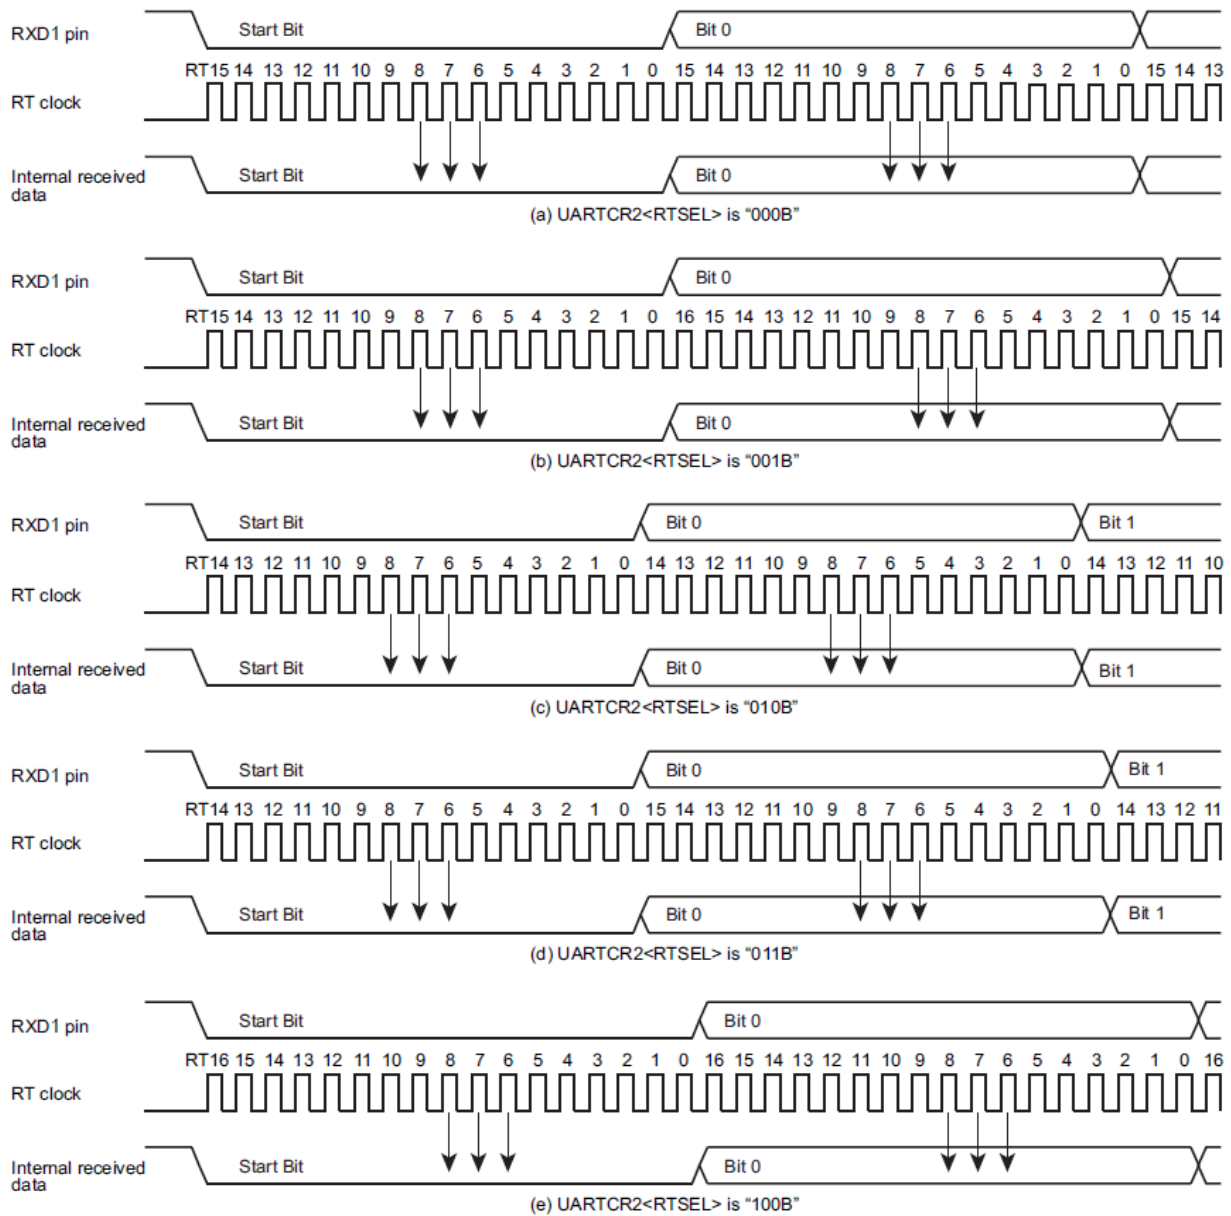 RXD1 pin Start Bit Bit 0
RT15 14 13 12 11 10 9 8 7 6 5 4 3 2 1 0 15 14 13 12 11 10 9 8 7 6 5 4 3 2 1 0 15 14 13
RT clock
Internal received data Start Bit Bit 0
(a) UARTCR2<RTSEL> is “000B”
RXD1 pin Start Bit Bit 0
RT15 14 13 12 11 10 9 8 7 6 5 4 3 2 1 0 16 15 14 13 12 11 10 9 8 7 6 5 4 3 2 1 0 15 14
RT clock
Internal received data Start Bit Bit 0
(b) UARTCR2<RTSEL> is “001B”
RXD1 pin Start Bit Bit 0 Bit 1
RT14 13 12 11 10 9 8 7 6 5 4 3 2 1 0 14 13 12 11 10 9 8 7 6 5 4 3 2 1 0 14 13 12 11 10
RT clock
Internal received data Start Bit Bit 0 Bit 1
(c) UARTCR2<RTSEL> is “010B”
RXD1 pin Start Bit Bit 0 Bit 1
RT14 13 12 11 10 9 8 7 6 5 4 3 2 1 0 15 14 13 12 11 10 9 8 7 6 5 4 3 2 1 0 14 13 12 11
RT clock
Internal received data Start Bit Bit 0 Bit 1
(d) UARTCR2<RTSEL> is “011B”
RXD1 pin Start Bit Bit 0
RT16 15 14 13 12 11 10 9 8 7 6 5 4 3 2 1 0 16 15 14 13 12 11 10 9 8 7 6 5 4 3 2 1 0 16
RT clock
Internal received data Start Bit Bit 0
(e) UARTCR2<RTSEL> is “100B”